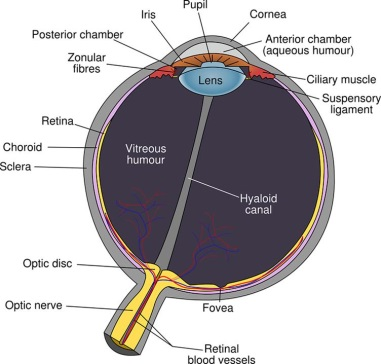 Pupil
Iris
Cornea
Posterior chamber
Anterior chamber
(aqueous humour)
Zonular
fibres
Lens
Ciliary muscle
Suspensory
ligament
Retina
Choroid
Sclera
Vitreous
humour
Hyaloid
canal
Optic disc
Optic nerve
Fovea
Retinal
blood vessels